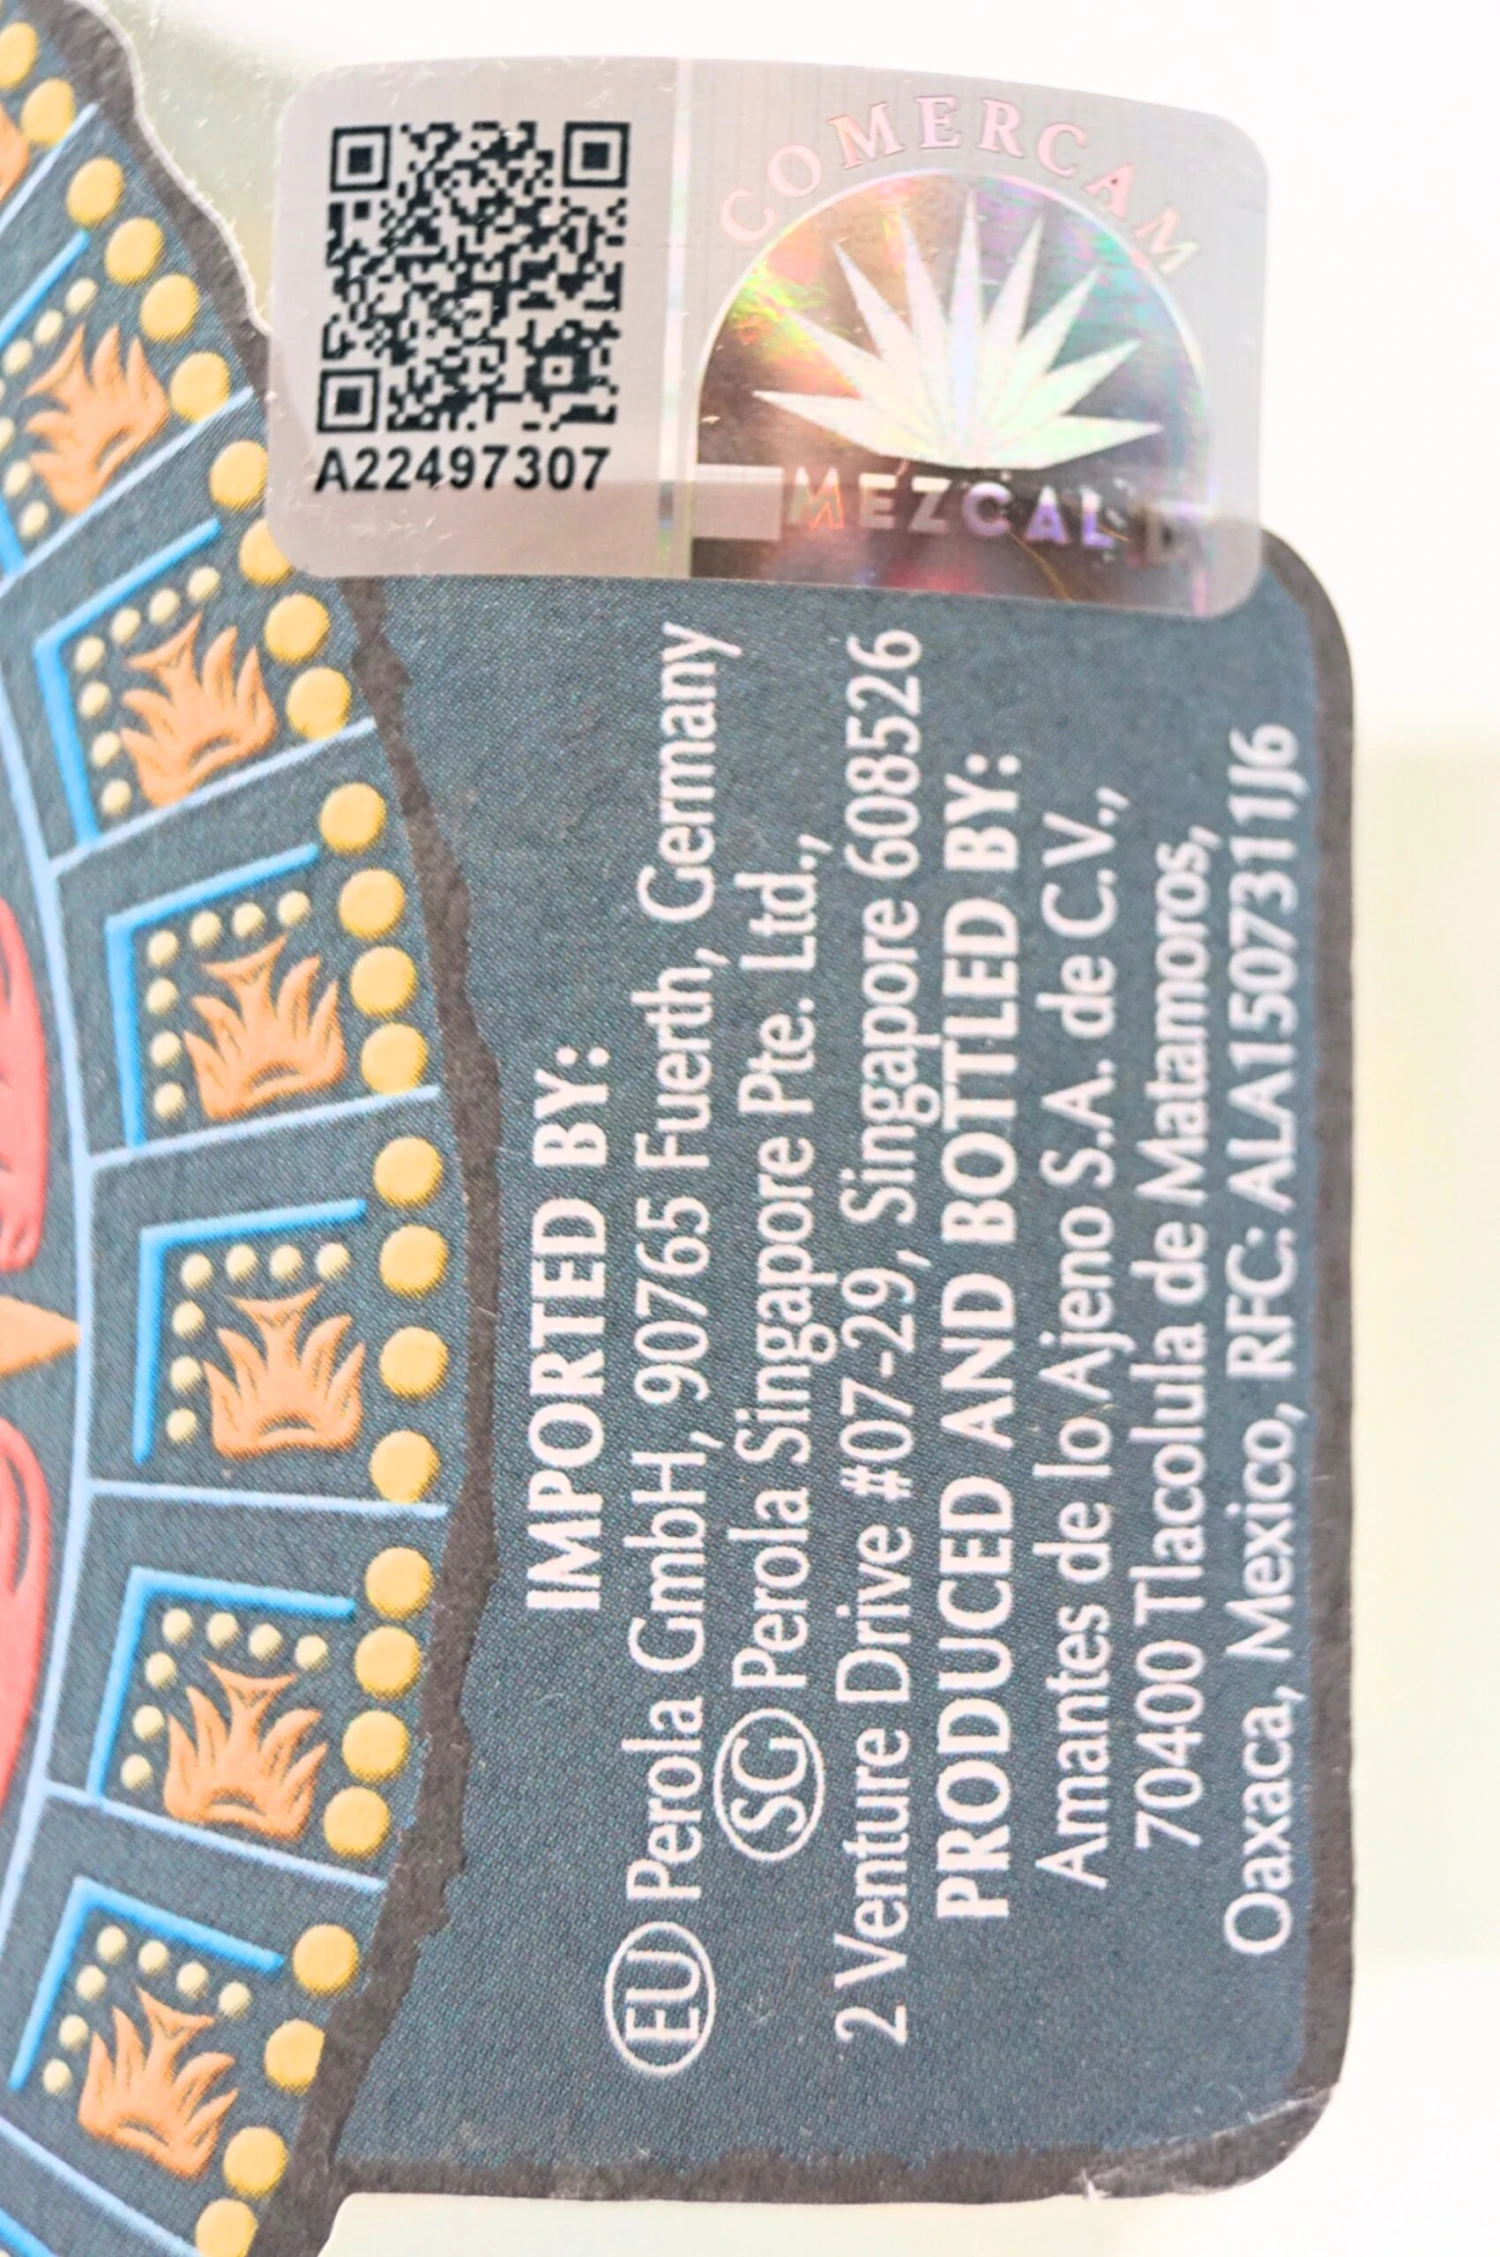 A22497307
COMERCAM
MEZCAL
IMPORTED BY:
EU Perola GmbH, 90765 Fuerth, Germany
SG Perola Singapore Pte. Ltd.,
2 Venture Drive #07-29, Singapore 608526
PRODUCED AND BOTTLED BY:
Amantes de lo Ajeno S.A. de C.V.,
70400 Tlacolula de Matamoros,
Oaxaca, Mexico, RFC: ALA1507311J6